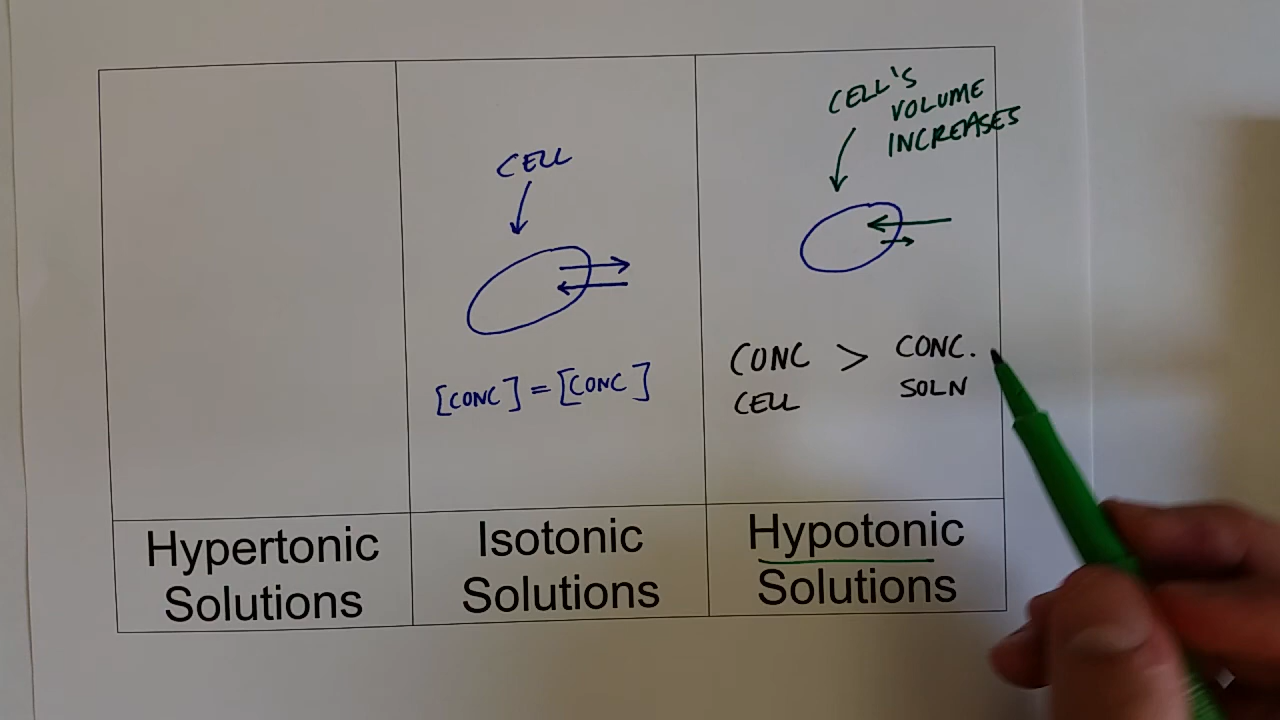 CELL
[CONC] = [CONC]
CELL'S
VOLUME
INCREASES
CONC > CONC.
CELL SOLN
Hypertonic
Solutions
Isotonic
Solutions
Hypotonic
Solutions